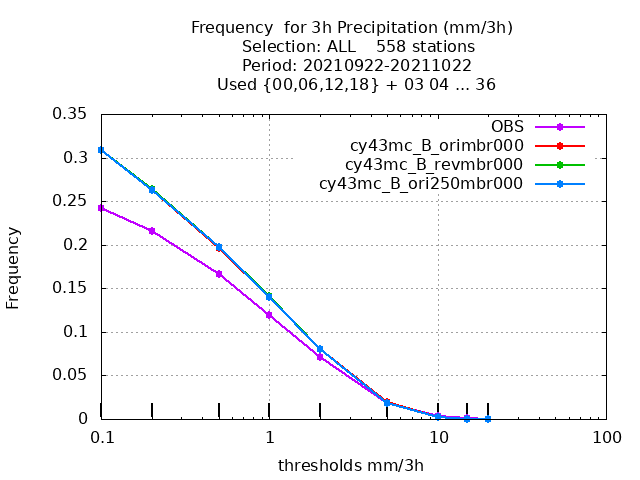 Frequency  for 3h Precipitation (mm/3h)
Selection: ALL    558 stations
Period: 20210922-20211022
Used {00,06,12,18} + 03 04 ... 36
0.35
0.3
0.25
0.2
0.15
0.1
0.05
0
Frequency
OBS
cy43mc_B_orimbr000
cy43mc_B_revmbr000
cy43mc_B_ori250mbr000
0.1 1 10 100
thresholds mm/3h